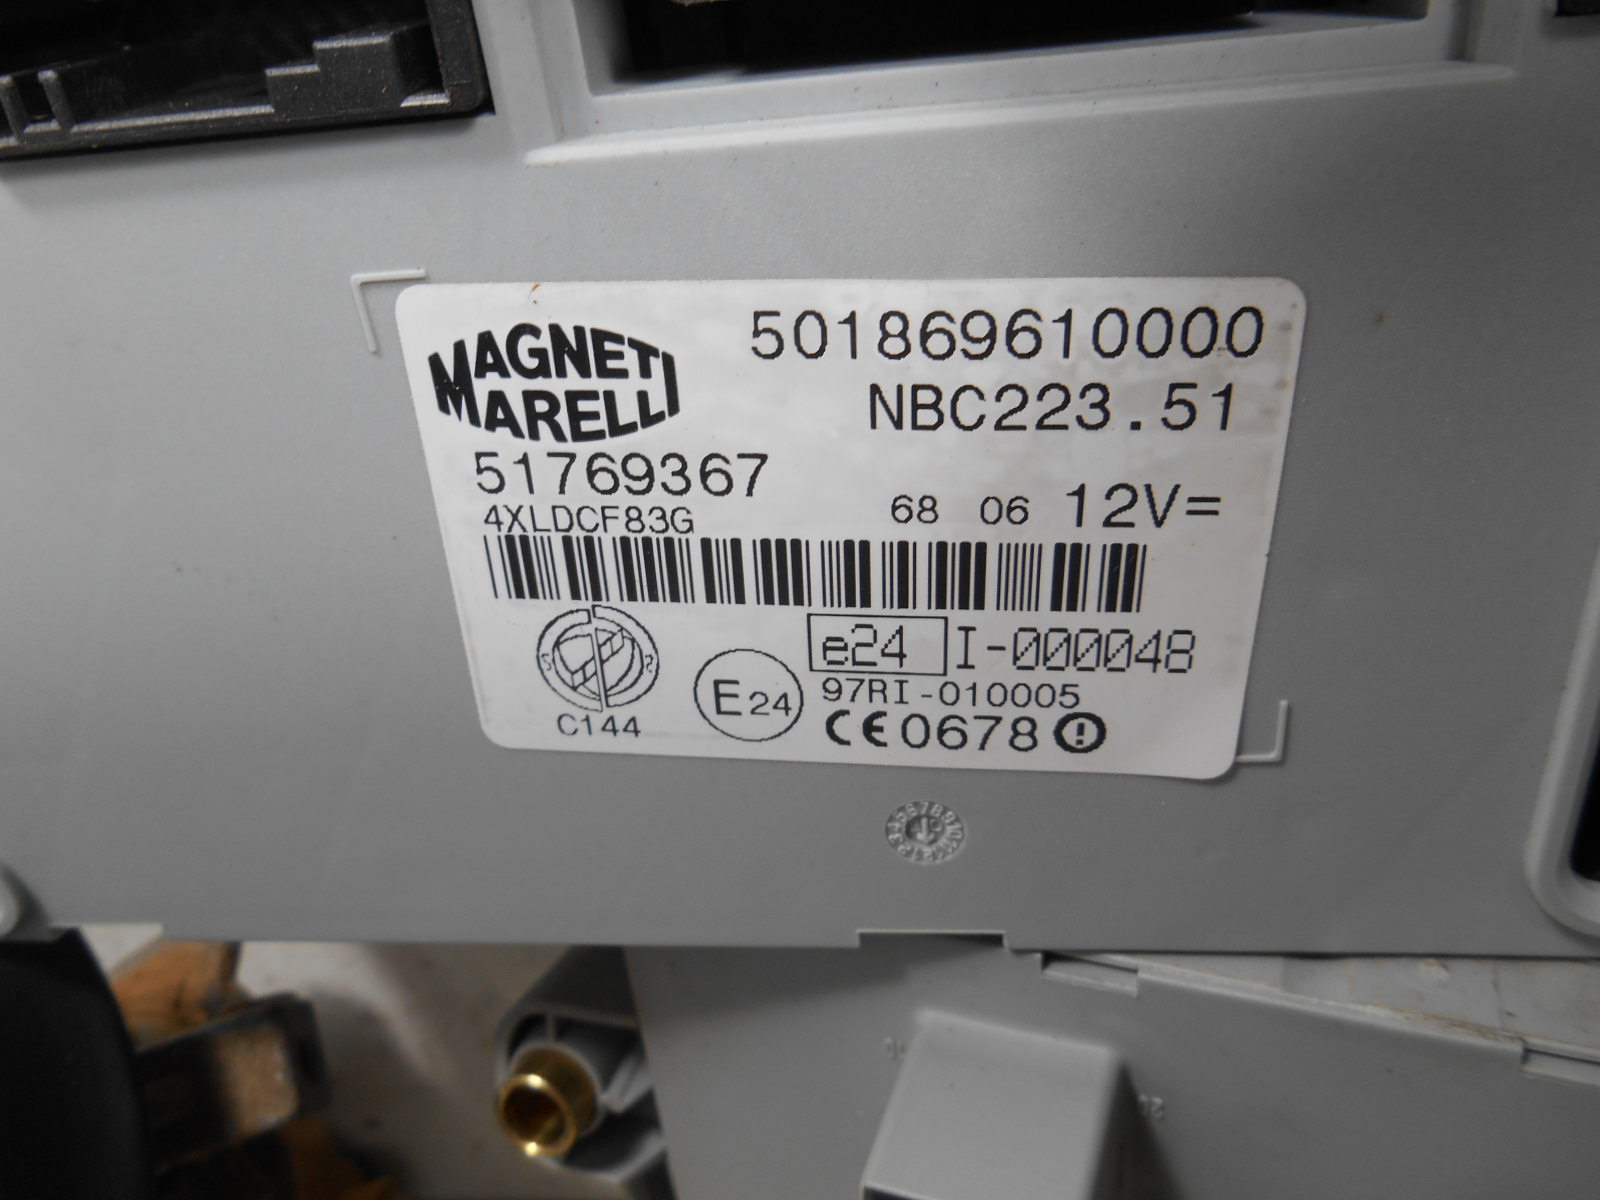 MAGNETI
MARELLI
501869610000
NBC223.51
51769367
4XLDCF83G
68 06 12V=
e24 I-000048
E24
97RI-010005
C144
CE0678